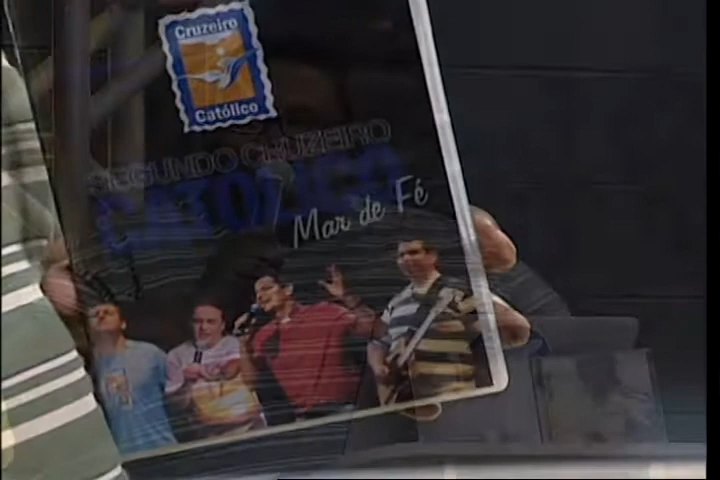 Cruzeiro
Católico
SEGUNDO CRUZEIRO
CATÓLICO
Mar de Fé